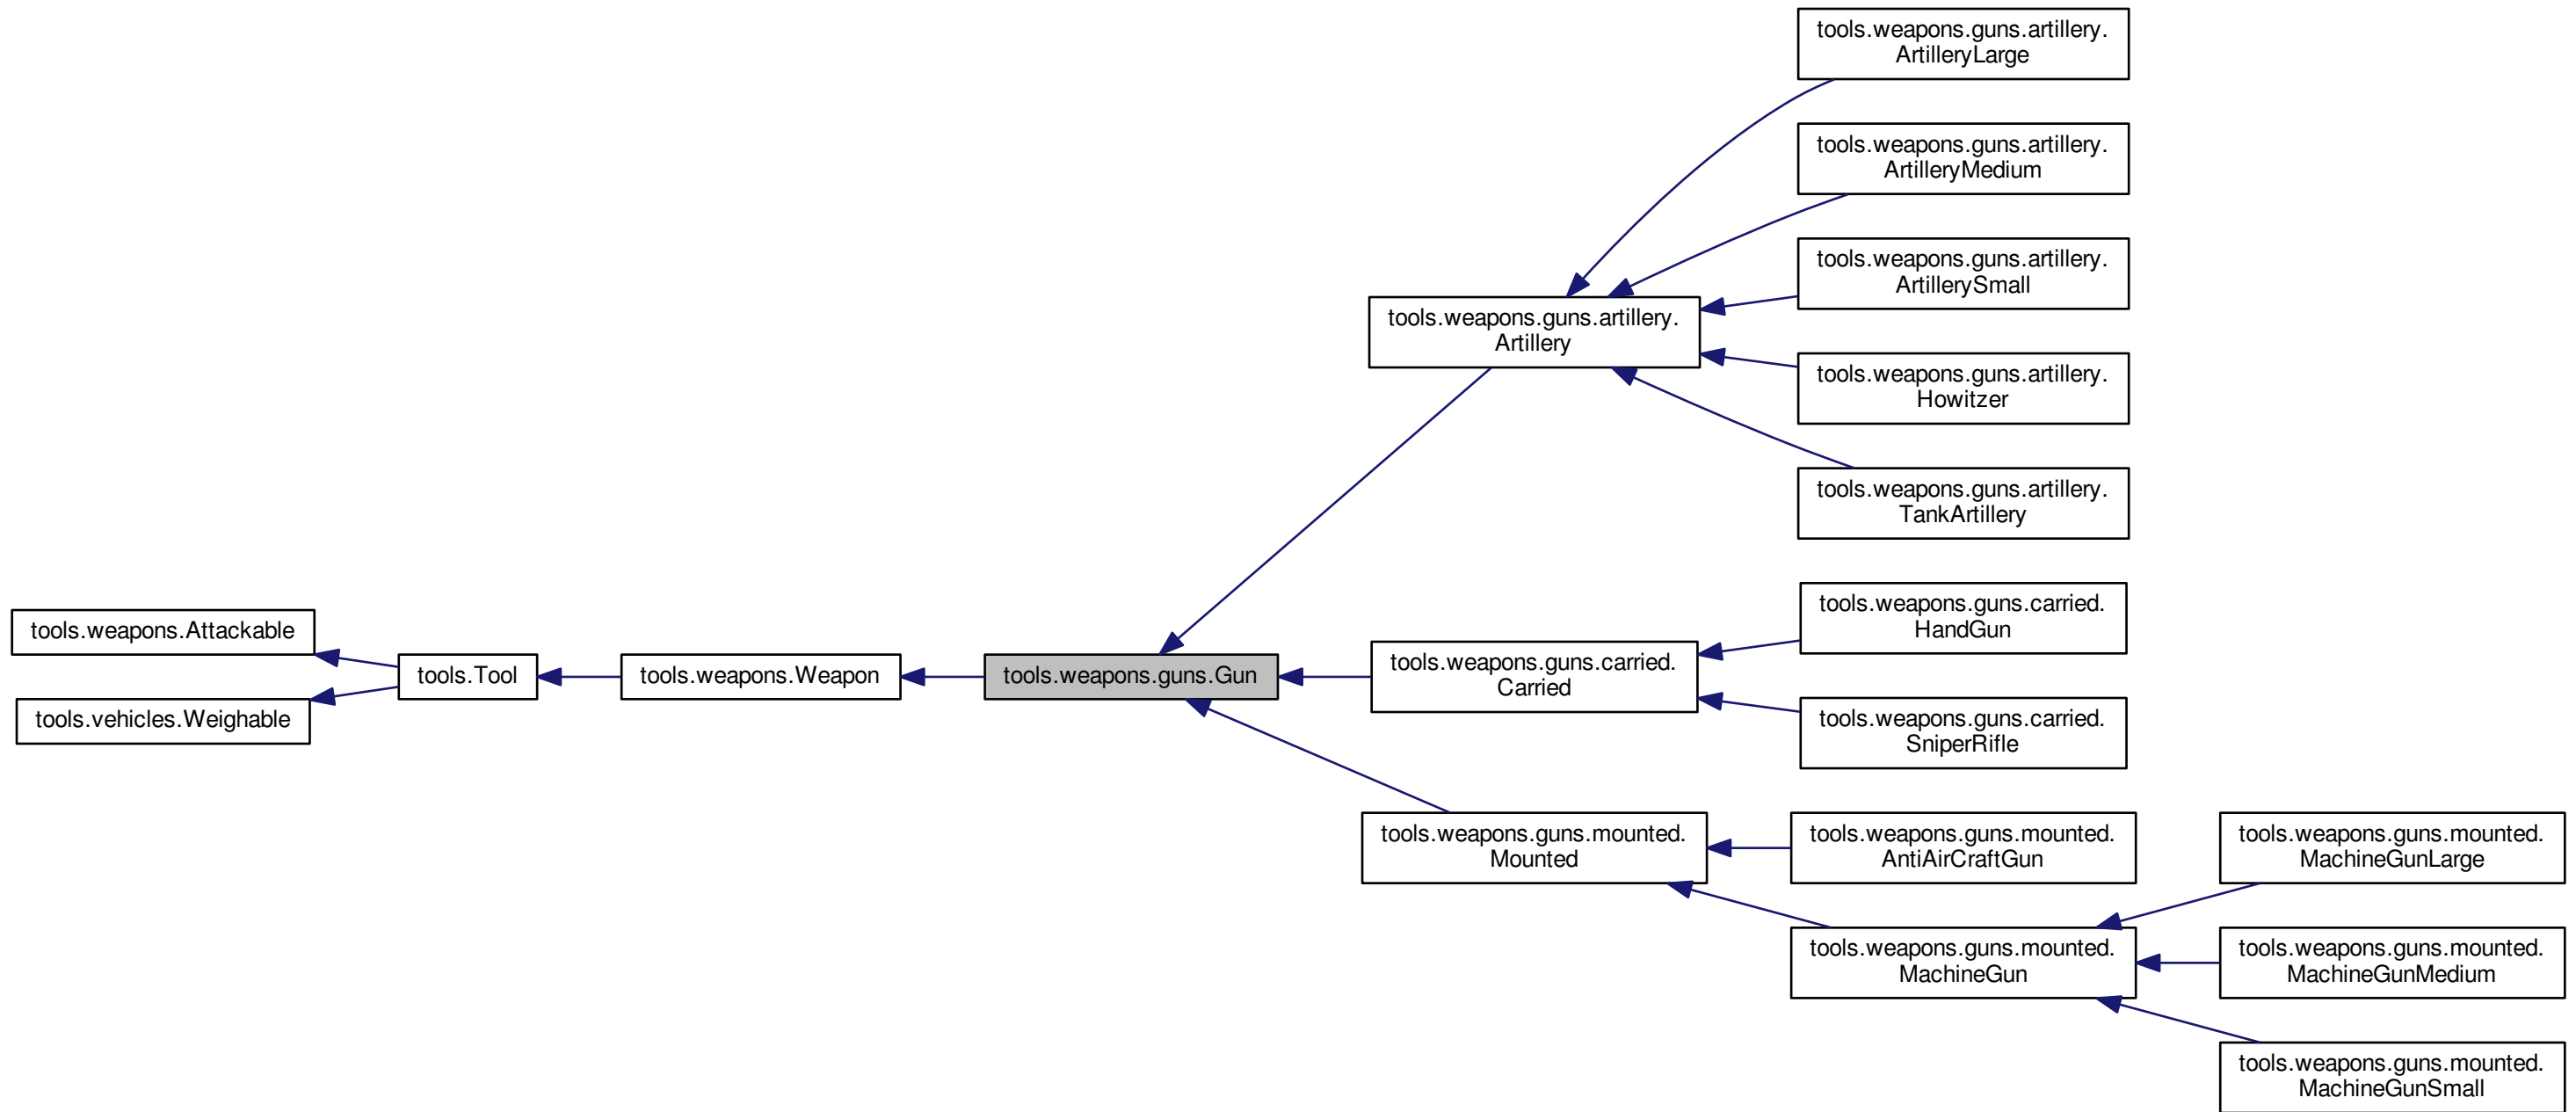 tools.weapons.guns.artillery.
ArtilleryLarge
tools.weapons.guns.artillery.
ArtilleryMedium
tools.weapons.guns.artillery.
ArtillerySmall
tools.weapons.guns.artillery.
Artillery
tools.weapons.guns.artillery.
Howitzer
tools.weapons.guns.artillery.
TankArtillery
tools.weapons.Attackable
tools.vehicles.Weighable
tools.Tool
tools.weapons.Weapon
tools.weapons.guns.Gun
tools.weapons.guns.carried.
Carried
tools.weapons.guns.carried.
HandGun
tools.weapons.guns.carried.
SniperRifle
tools.weapons.guns.mounted.
Mounted
tools.weapons.guns.mounted.
AntiAirCraftGun
tools.weapons.guns.mounted.
MachineGun
tools.weapons.guns.mounted.
MachineGunLarge
tools.weapons.guns.mounted.
MachineGunMedium
tools.weapons.guns.mounted.
MachineGunSmall